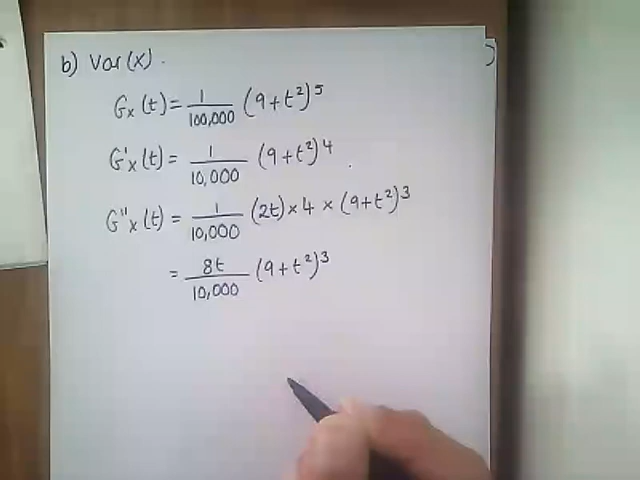 b) Var(x).
Gx(t) = 1/100,000 (9+t²)⁵
G'x(t) = 1/10,000 (9+t²)⁴
G''x(t) = 1/10,000 (2t) × 4 × (9+t²)³
= 8t/10,000 (9+t²)³